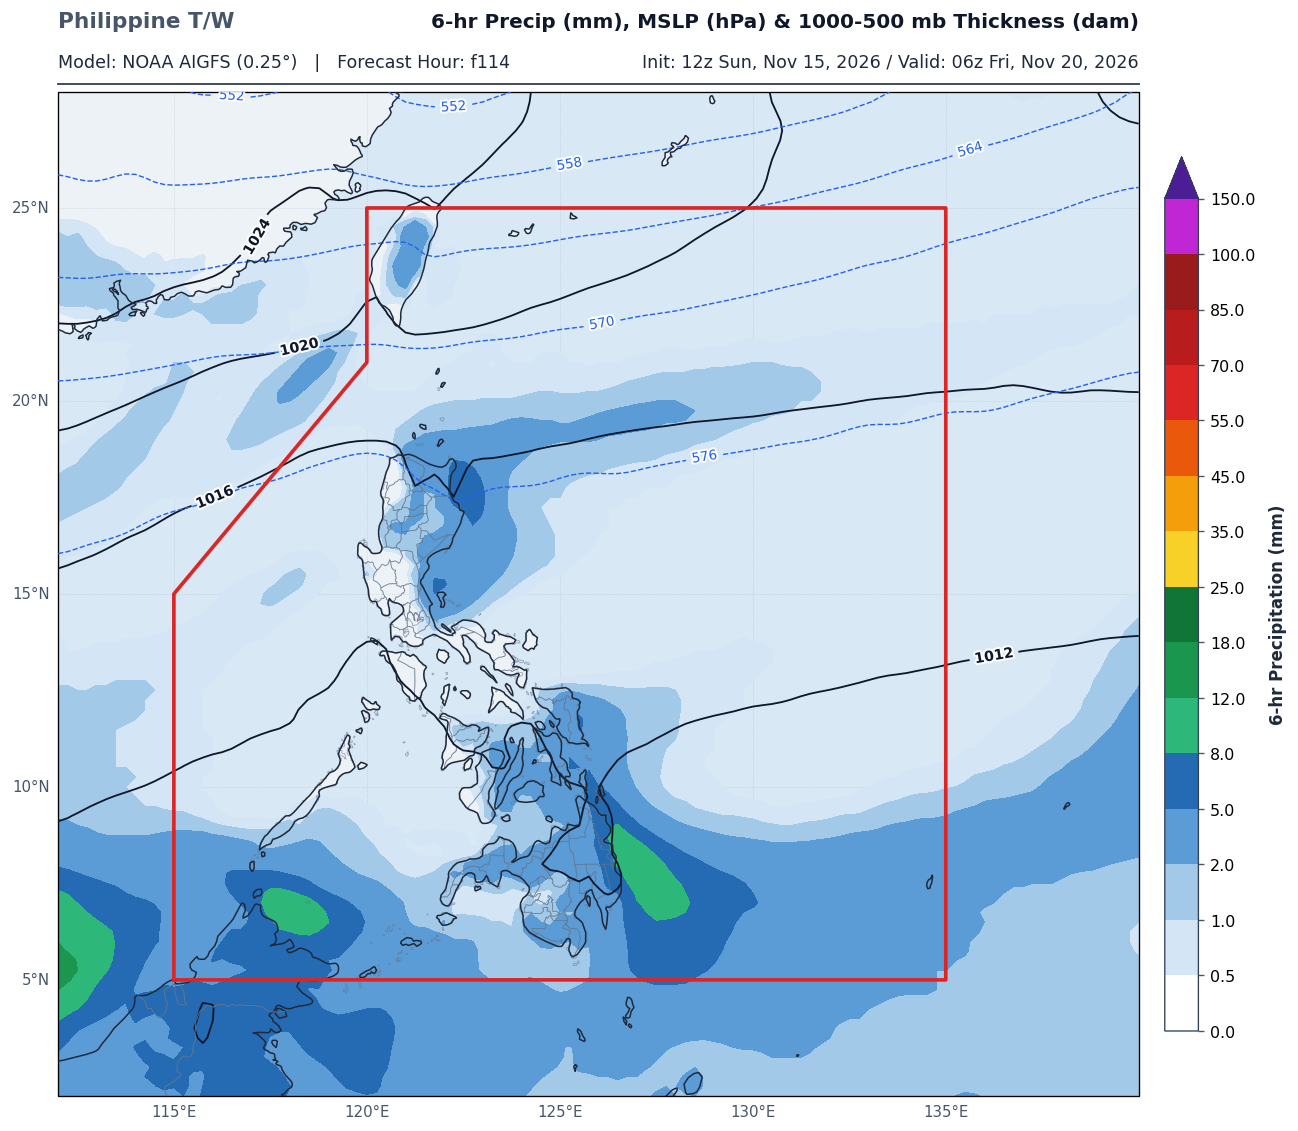 Philippine T/W
6-hr Precip (mm), MSLP (hPa) & 1000-500 mb Thickness (dam)
Model: NOAA AIGFS (0.25°) | Forecast Hour: f114
Init: 12z Sun, Nov 15, 2026 / Valid: 06z Fri, Nov 20, 2026
552
552
558
564
1024
570
1020
576
1016
1012
25°N
20°N
15°N
10°N
5°N
115°E
120°E
125°E
130°E
135°E
150.0
100.0
85.0
70.0
55.0
45.0
35.0
25.0
18.0
12.0
8.0
5.0
2.0
1.0
0.5
0.0
6-hr Precipitation (mm)